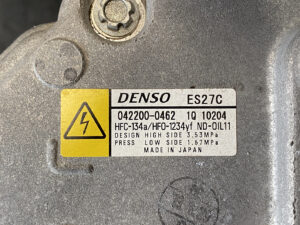 DENSO ES27C
042200-0462 1Q 10204
HFC-134a/HFO-1234yf ND-OIL11
DESIGN HIGH SIDE 3,53MPa
PRESS LOW SIDE 1,67MPa
MADE IN JAPAN